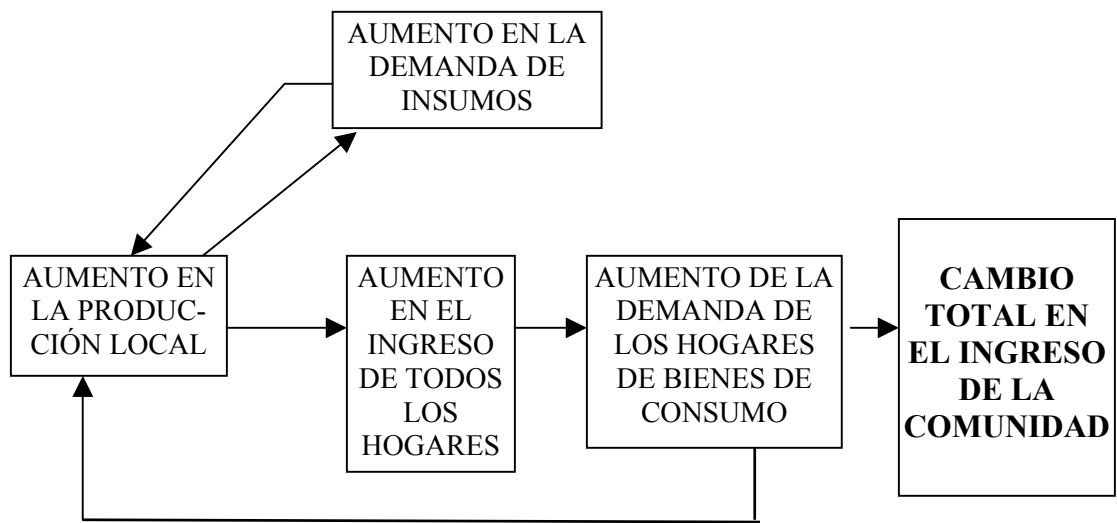 AUMENTO EN LA
DEMANDA DE
INSUMOS
AUMENTO EN
LA PRODUC-
CIÓN LOCAL
AUMENTO
EN EL
INGRESO
DE TODOS
LOS
HOGARES
AUMENTO DE LA
DEMANDA DE
LOS HOGARES
DE BIENES DE
CONSUMO
CAMBIO
TOTAL EN
EL INGRESO
DE LA
COMUNIDAD